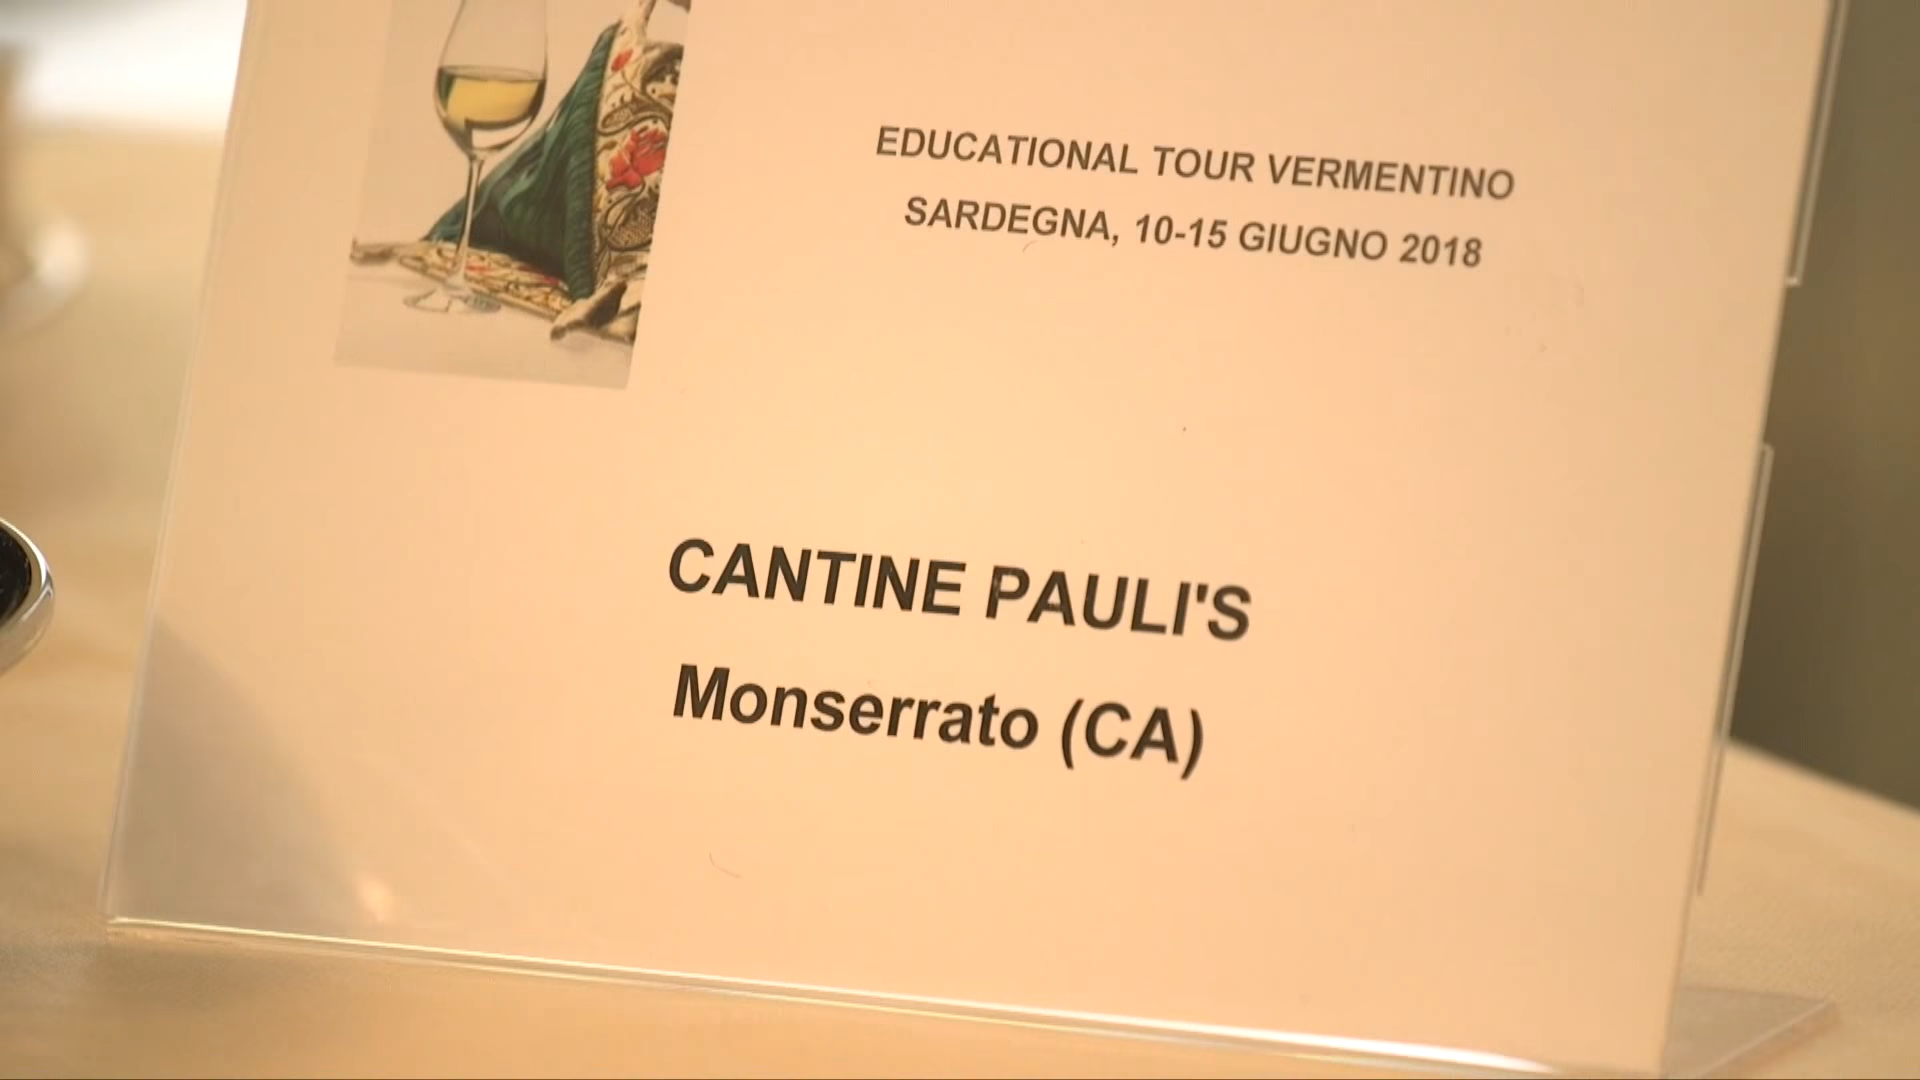 EDUCATIONAL TOUR VERMENTINO
SARDEGNA, 10-15 GIUGNO 2018
CANTINE PAULI'S
Monserrato (CA)